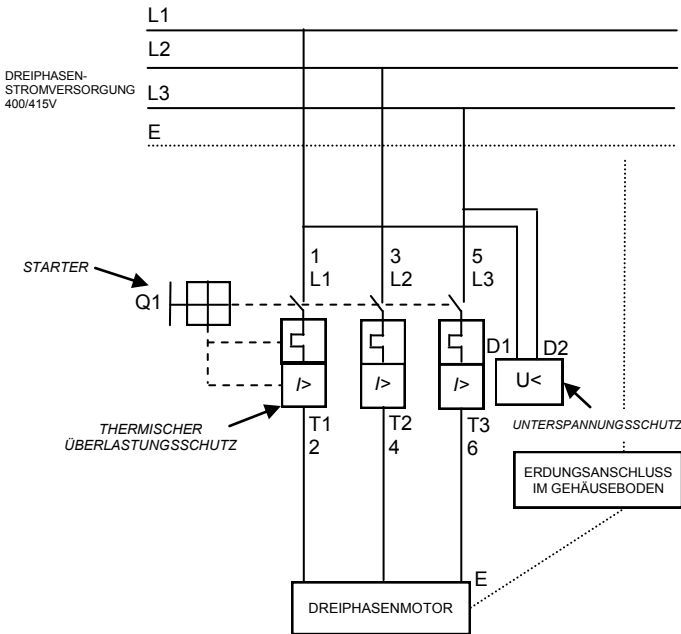 L1
L2
DREIPHASEN-
STROMVERSORGUNG
400/415V
L3
E
1 3 5
L1 L2 L3
STARTER
Q1
D1 D2
I> I> I> U<
THERMISCHER
ÜBERLASTUNGSSCHUTZ
T1 T2 T3
2 4 6
UNTERSPANNUNGSSCHUTZ
ERDUNGSANSCHLUSS
IM GEHÄUSEBODEN
E
DREIPHASENMOTOR